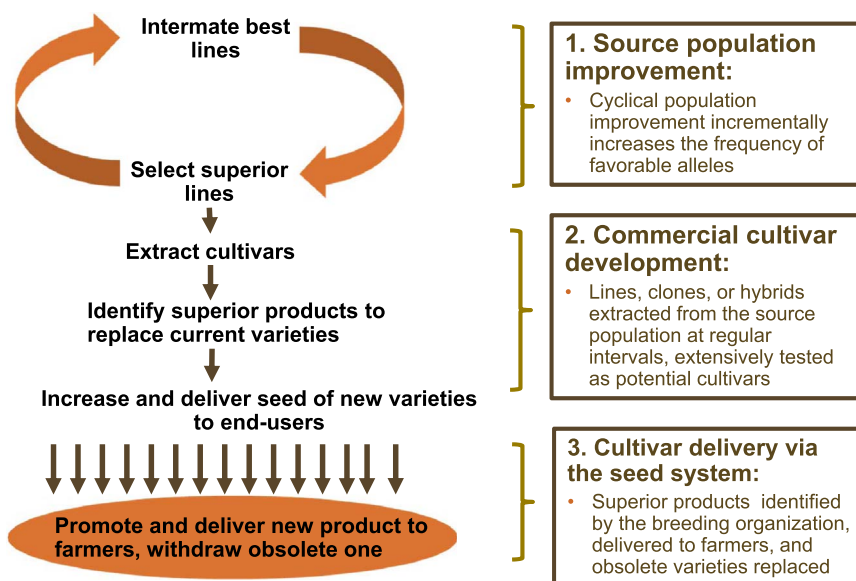 Intermate best
lines
Select superior
lines
Extract cultivars
Identify superior products to
replace current varieties
Increase and deliver seed of new varieties
to end-users
Promote and deliver new product to
farmers, withdraw obsolete one
1. Source population
improvement:
• Cyclical population
improvement incrementally
increases the frequency of
favorable alleles
2. Commercial cultivar
development:
• Lines, clones, or hybrids
extracted from the source
population at regular
intervals, extensively tested
as potential cultivars
3. Cultivar delivery via
the seed system:
• Superior products identified
by the breeding organization,
delivered to farmers, and
obsolete varieties replaced